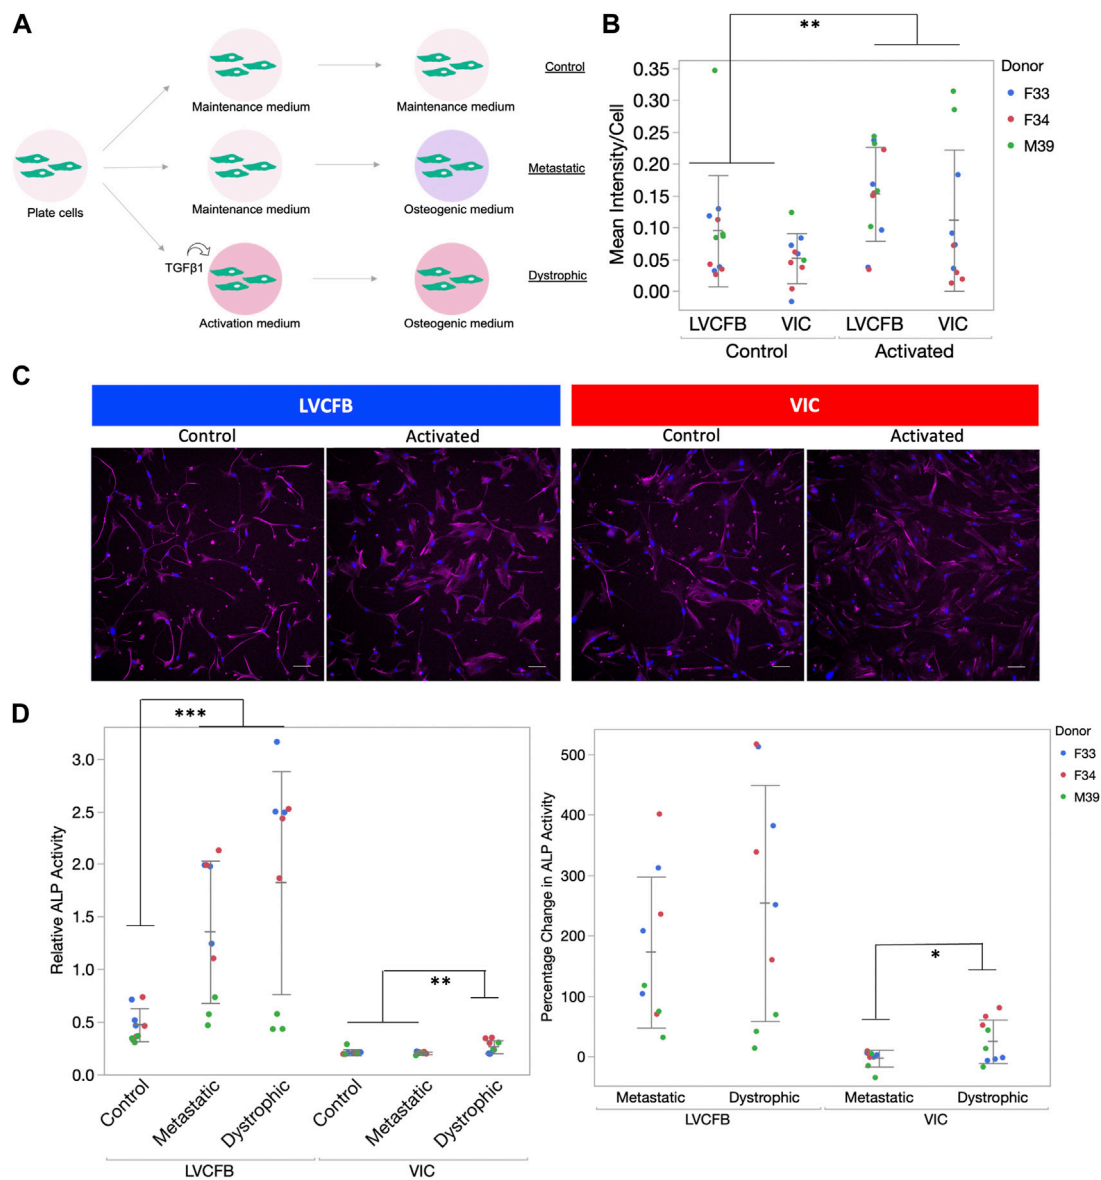 A
Control
Maintenance medium
Maintenance medium
Metastatic
Plate cells
Maintenance medium
Osteogenic medium
TGFβ1
Dystrophic
Activation medium
Osteogenic medium
B
**
Donor
F33
F34
M39
Mean Intensity/Cell
0.35
0.30
0.25
0.20
0.15
0.10
0.05
0.00
LVCFB
VIC
LVCFB
VIC
Control
Activated
C
LVCFB
VIC
Control
Activated
Control
Activated
D
***
**
Relative ALP Activity
3.0
2.5
2.0
1.5
1.0
0.5
0.0
Control
Metastatic
Dystrophic
Control
Metastatic
Dystrophic
LVCFB
VIC
Percentage Change in ALP Activity
500
400
300
200
100
0
*
Donor
F33
F34
M39
Metastatic
Dystrophic
Metastatic
Dystrophic
LVCFB
VIC